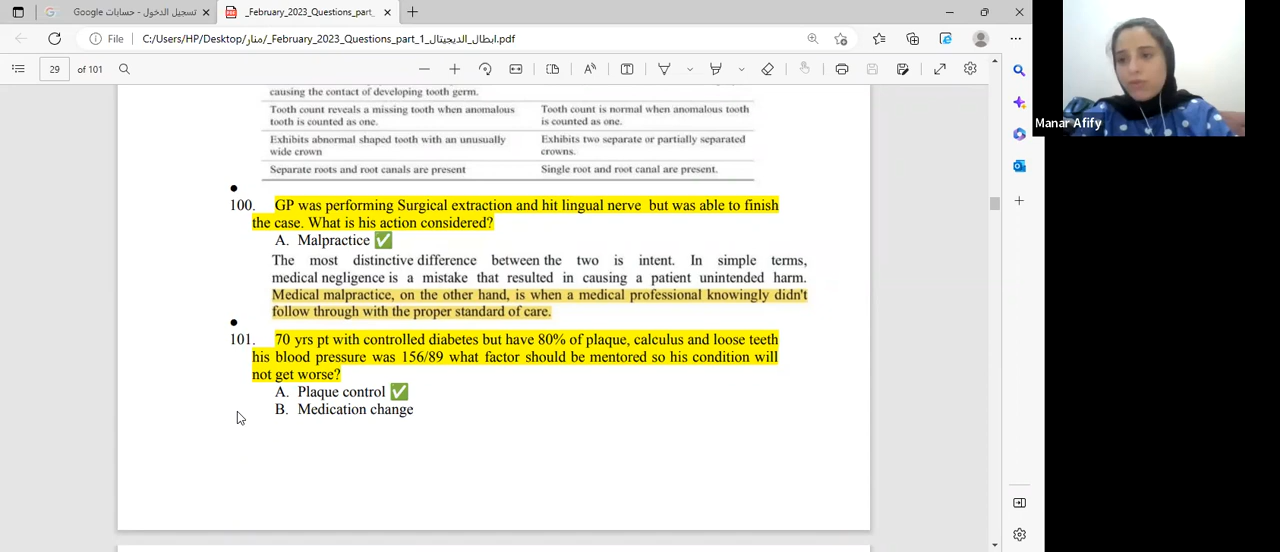 تسجيل الدخول - حسابات Google
_February_2023_Questions_part_
File
C:/Users/HP/Desktop/منار/_February_2023_Questions_part_1_ابطال_الديجيتال.pdf
29 of 101
causing the contact of developing tooth germ.
Tooth count reveals a missing tooth when anomalous tooth is counted as one.
Tooth count is normal when anomalous tooth is counted as one.
Exhibits abnormal shaped tooth with an unusually wide crown
Exhibits two separate or partially separated crowns.
Separate roots and root canals are present
Single root and root canal are present.
100. GP was performing Surgical extraction and hit lingual nerve but was able to finish
the case. What is his action considered?
A. Malpractice ✅
The most distinctive difference between the two is intent. In simple terms,
medical negligence is a mistake that resulted in causing a patient unintended harm.
Medical malpractice, on the other hand, is when a medical professional knowingly didn't
follow through with the proper standard of care.
101. 70 yrs pt with controlled diabetes but have 80% of plaque, calculus and loose teeth
his blood pressure was 156/89 what factor should be mentored so his condition will
not get worse?
A. Plaque control ✅
B. Medication change
Manar Afify